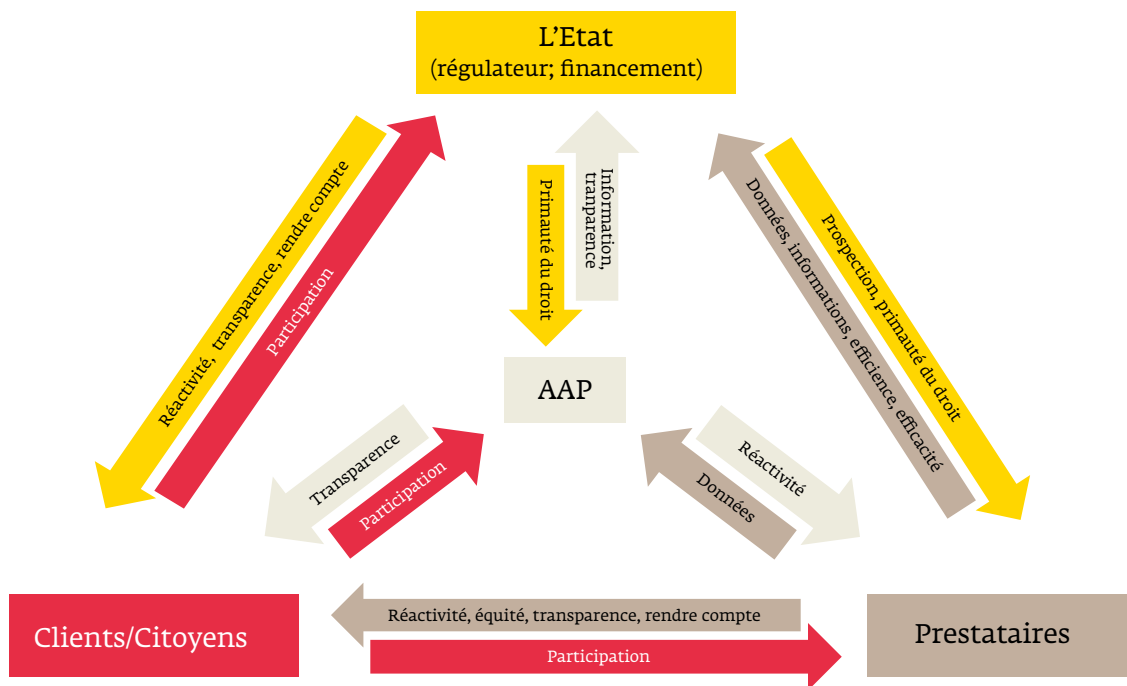 L'Etat
(régulateur; financement)
Réactivité, transparence, rendre compte
Participation
Primauté du droit
Information,
tranparence
Données, informations, efficience, efficacité
Prospection, primauté du droit
AAP
Transparence
Participation
Réactivité
Données
Clients/Citoyens
Réactivité, équité, transparence, rendre compte
Participation
Prestataires